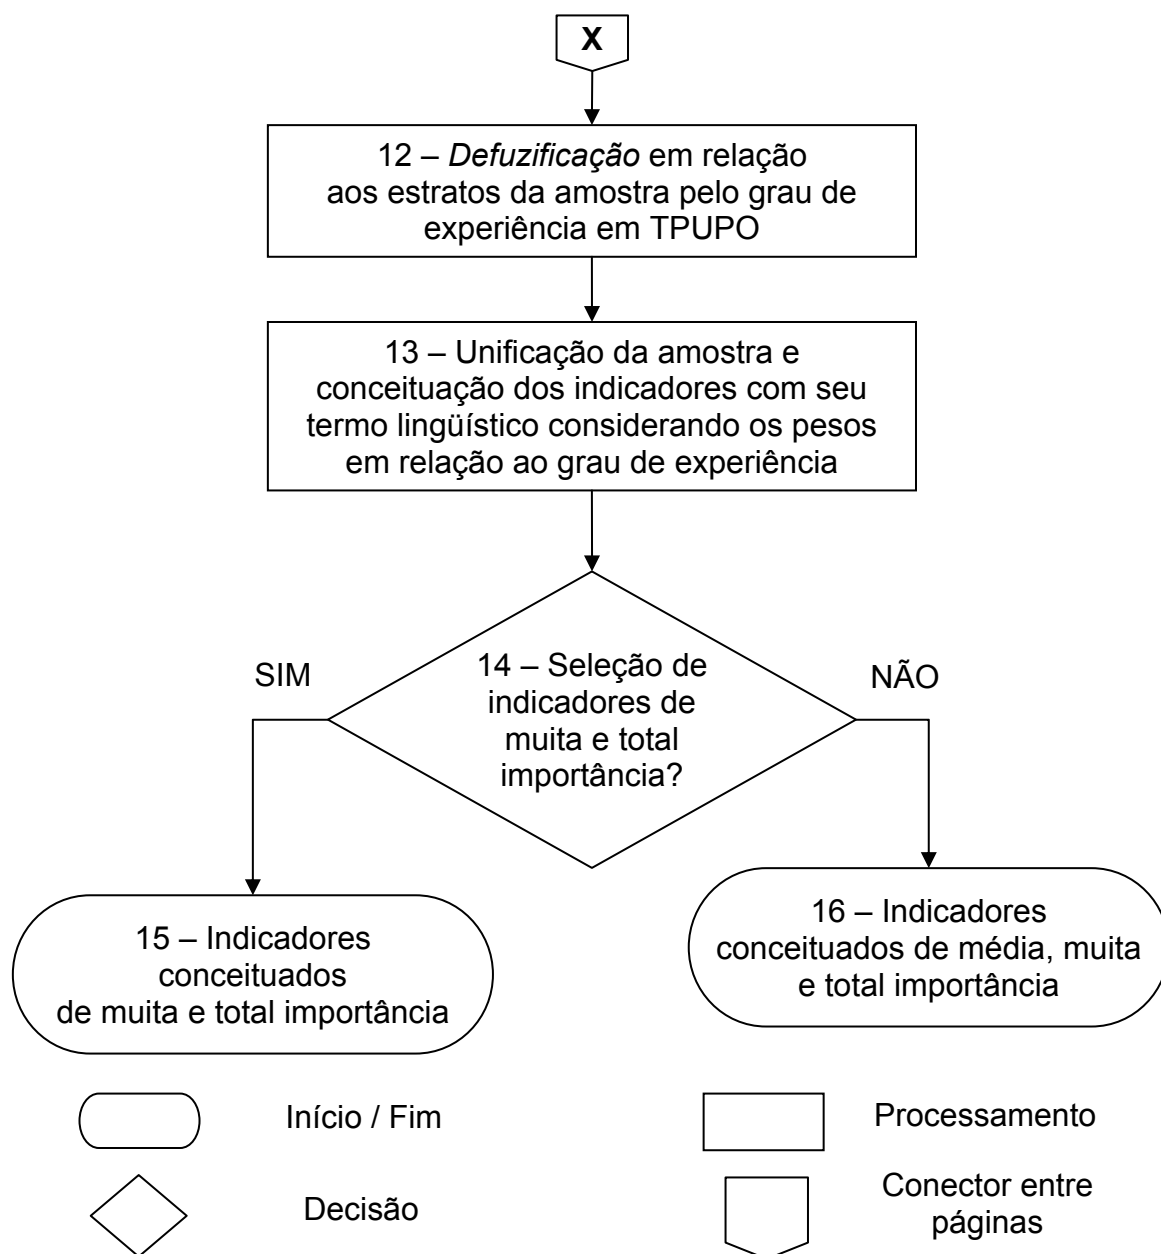 X
12 – Defuzificação em relação
aos estratos da amostra pelo grau de
experiência em TPUPO
13 – Unificação da amostra e
conceituação dos indicadores com seu
termo lingüístico considerando os pesos
em relação ao grau de experiência
SIM
14 – Seleção de
indicadores de
muita e total
importância?
NÃO
15 – Indicadores
conceituados
de muita e total importância
16 – Indicadores
conceituados de média, muita
e total importância
Início / Fim
Processamento
Decisão
Conector entre
páginas